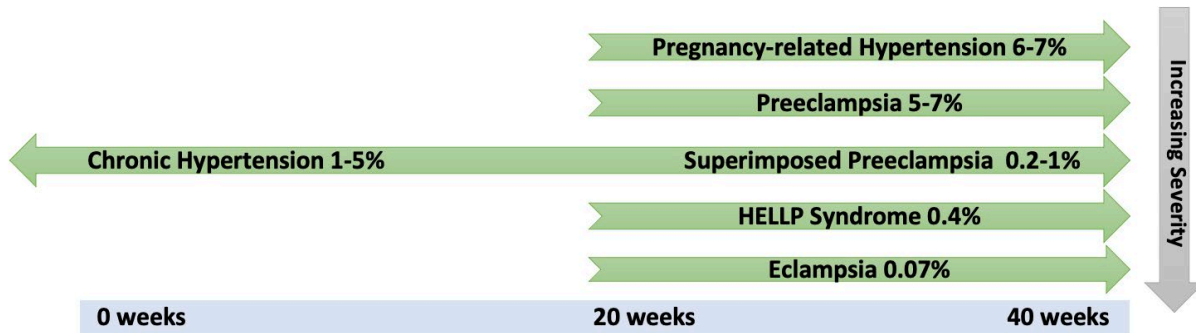 Pregnancy-related Hypertension 6-7%
Preeclampsia 5-7%
Chronic Hypertension 1-5%
Superimposed Preeclampsia 0.2-1%
HELLP Syndrome 0.4%
Eclampsia 0.07%
Increasing Severity
0 weeks
20 weeks
40 weeks